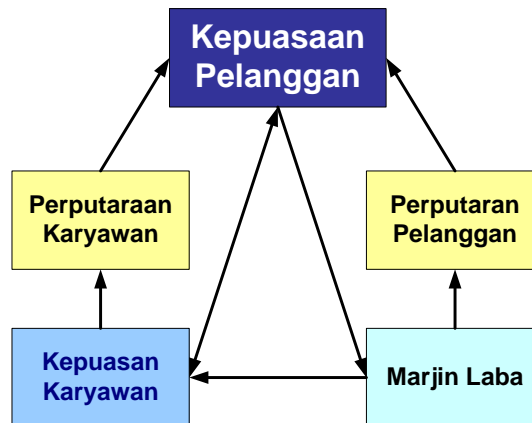 Kepuasaan
Pelanggan
Perputaraan
Karyawan
Perputaran
Pelanggan
Kepuasan
Karyawan
Marjin Laba